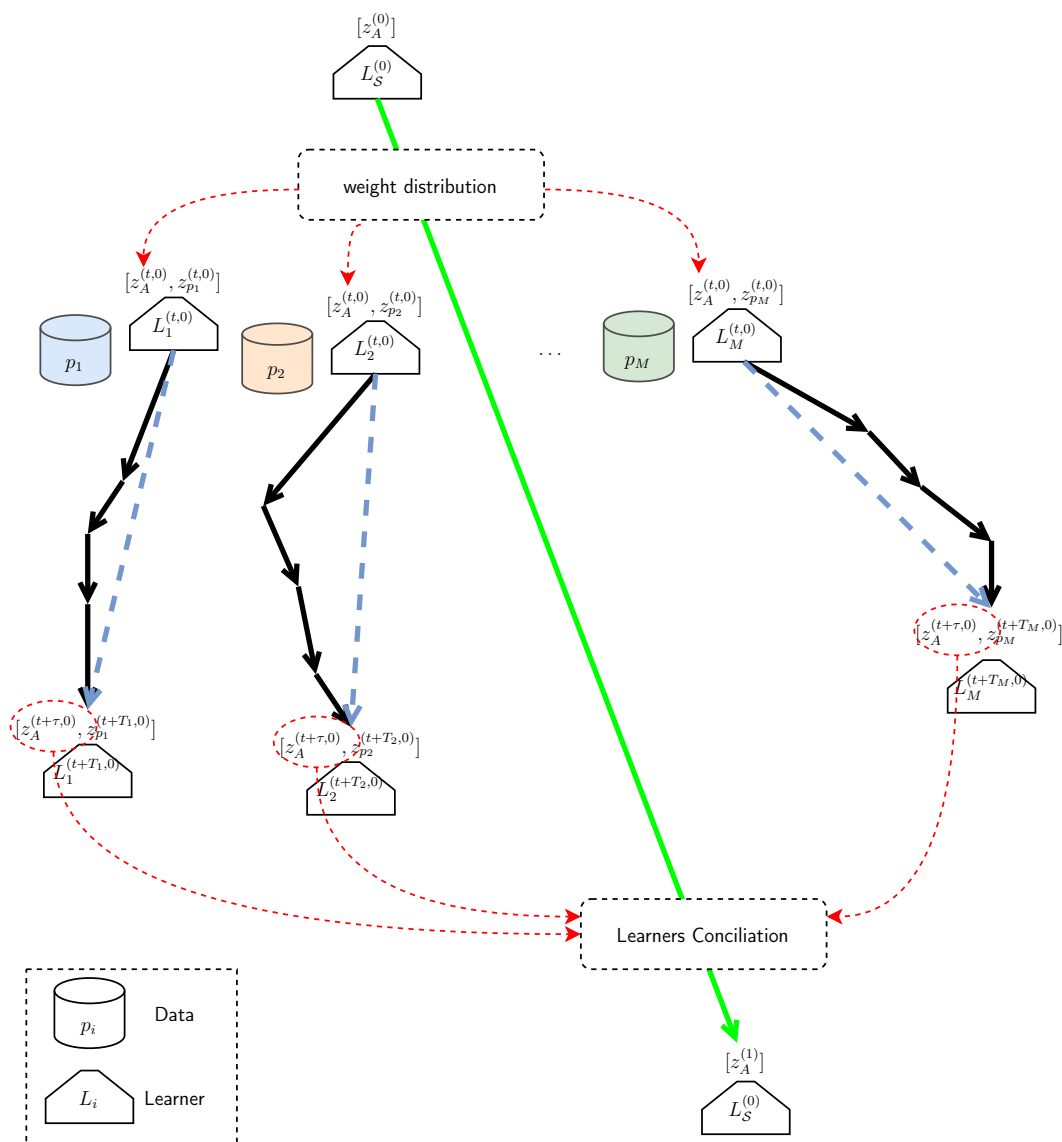 [z_A^{(0)}]
L_𝒮^{(0)}
weight distribution
[z_A^{(t,0)}, z_{p_1}^{(t,0)}]
L_1^{(t,0)}
p_1
[z_A^{(t,0)}, z_{p_2}^{(t,0)}]
L_2^{(t,0)}
p_2
...
[z_A^{(t,0)}, z_{p_M}^{(t,0)}]
L_M^{(t,0)}
p_M
[z_A^{(t+τ,0)}, z_{p_M}^{(t+T_M,0)}]
L_M^{(t+T_M,0)}
[z_A^{(t+τ,0)}, z_{p_1}^{(t+T_1,0)}]
L_1^{(t+T_1,0)}
[z_A^{(t+τ,0)}, z_{p_2}^{(t+T_2,0)}]
L_2^{(t+T_2,0)}
Learners Conciliation
[z_A^{(1)}]
L_𝒮^{(0)}
p_i
Data
L_i
Learner